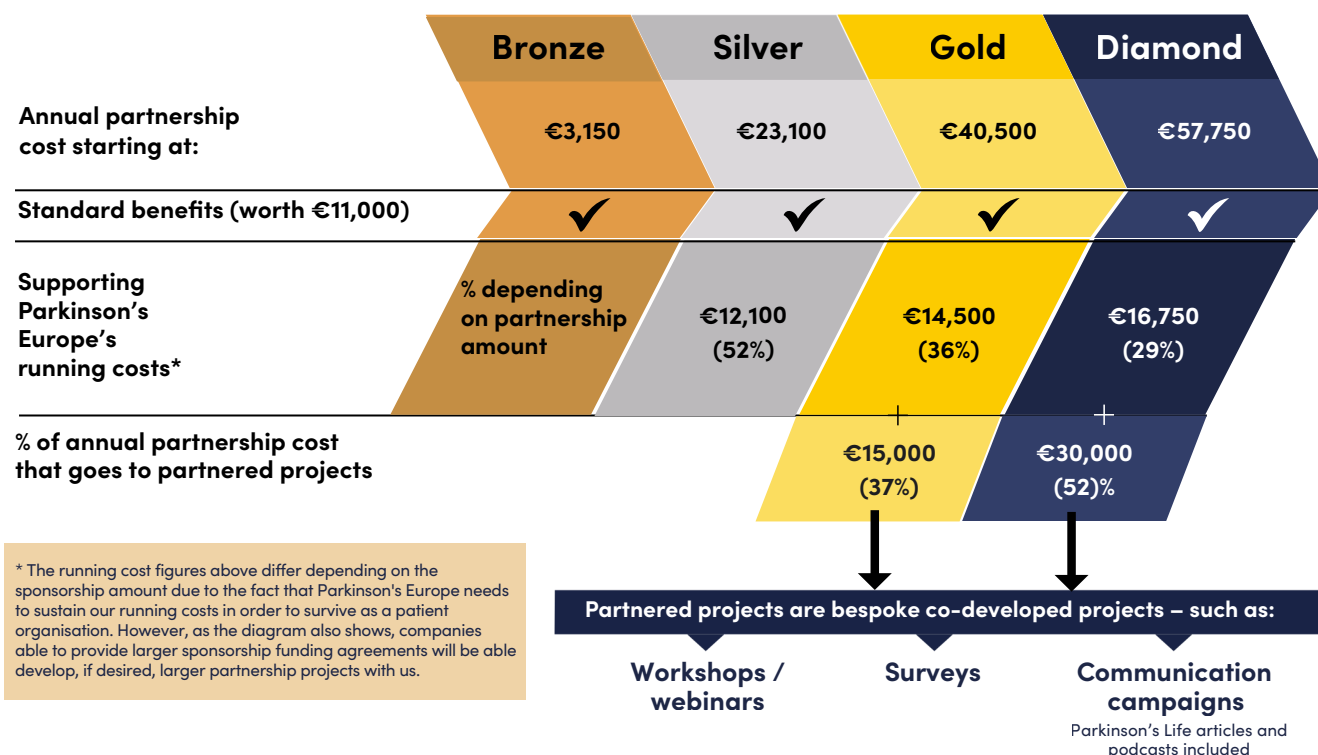 Bronze
Silver
Gold
Diamond
Annual partnership
cost starting at:
€3,150
€23,100
€40,500
€57,750
Standard benefits (worth €11,000)
✓
✓
✓
✓
Supporting
Parkinson's
Europe's
running costs*
% depending
on partnership
amount
€12,100
(52%)
€14,500
(36%)
€16,750
(29%)
% of annual partnership cost
that goes to partnered projects
+
€15,000
(37%)
+
€30,000
(52)%
* The running cost figures above differ depending on the
sponsorship amount due to the fact that Parkinson's Europe needs
to sustain our running costs in order to survive as a patient
organisation. However, as the diagram also shows, companies
able to provide larger sponsorship funding agreements will be able
develop, if desired, larger partnership projects with us.
Partnered projects are bespoke co-developed projects – such as:
Workshops /
webinars
Surveys
Communication
campaigns
Parkinson's Life articles and
podcasts included